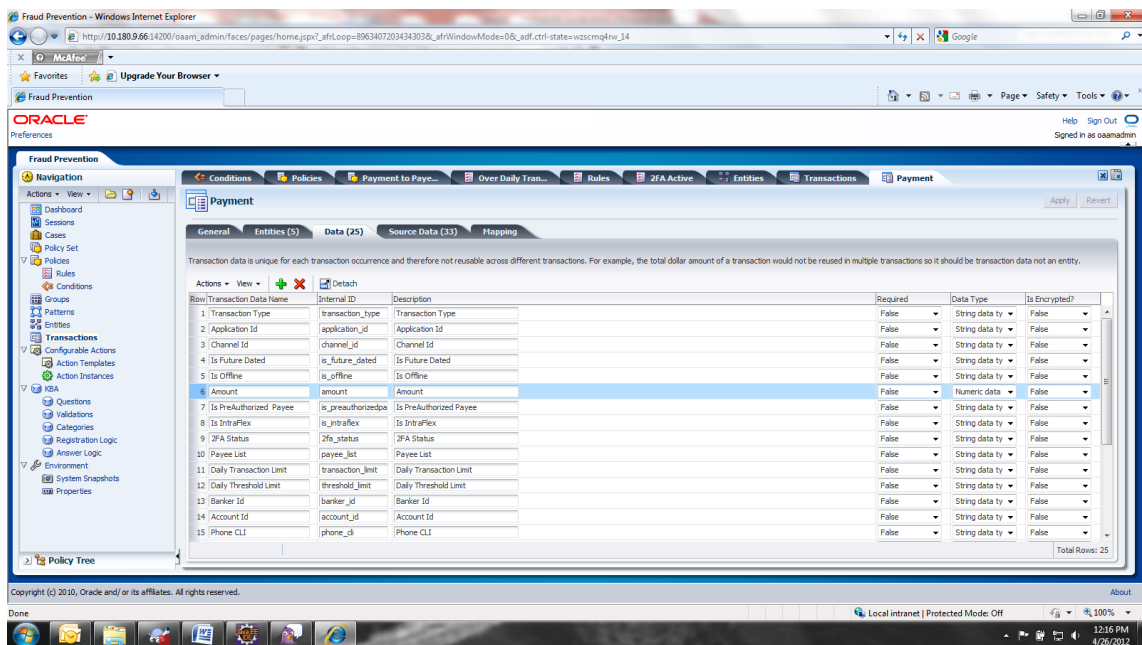 Fraud Prevention - Windows Internet Explorer
http://10.180.9.66:14200/oaam_admin/faces/pages/home.jspx?_afrLoop=8963407203434303&_afrWindowMode=0&_adf.ctrl-state=wzscmq4rw_14
Google
X McAfee
Favorites Upgrade Your Browser
Fraud Prevention Page Safety Tools
ORACLE Help Sign Out
Preferences Signed in as oaamadmin
Fraud Prevention
Navigation
Actions View
Dashboard
Sessions
Cases
Policy Set
Policies
Rules
Conditions
Groups
Patterns
Entities
Transactions
Configurable Actions
Action Templates
Action Instances
KBA
Questions
Validations
Categories
Registration Logic
Answer Logic
Environment
System Snapshots
Properties
Policy Tree
Conditions Policies Payment to Paye... Over Daily Tran... Rules 2FA Active Entities Transactions Payment
Payment Apply Revert
General Entities (5) Data (25) Source Data (33) Mapping
Transaction data is unique for each transaction occurrence and therefore not reusable across different transactions. For example, the total dollar amount of a transaction would not be reused in multiple transactions so it should be transaction data not an entity.
Actions View Detach
Row Transaction Data Name Internal ID Description Required Data Type Is Encrypted?
1 Transaction Type transaction_type Transaction Type False String data ty False
2 Application Id application_id Application Id False String data ty False
3 Channel Id channel_id Channel Id False String data ty False
4 Is Future Dated is_future_dated Is Future Dated False String data ty False
5 Is Offline is_offline Is Offline False String data ty False
6 Amount amount Amount False Numeric data False
7 Is PreAuthorized Payee is_preauthorizedpa Is PreAuthorized Payee False String data ty False
8 Is IntraFlex is_intraflex Is IntraFlex False String data ty False
9 2FA Status 2fa_status 2FA Status False String data ty False
10 Payee List payee_list Payee List False String data ty False
11 Daily Transaction Limit transaction_limit Daily Transaction Limit False String data ty False
12 Daily Threshold Limit threshold_limit Daily Threshold Limit False String data ty False
13 Banker Id banker_id Banker Id False String data ty False
14 Account Id account_id Account Id False String data ty False
15 Phone CLI phone_cli Phone CLI False String data ty False
Total Rows: 25
Copyright (c) 2010, Oracle and/ or its affiliates. All rights reserved. About
Done Local intranet | Protected Mode: Off 100%
12:16 PM
4/26/2012